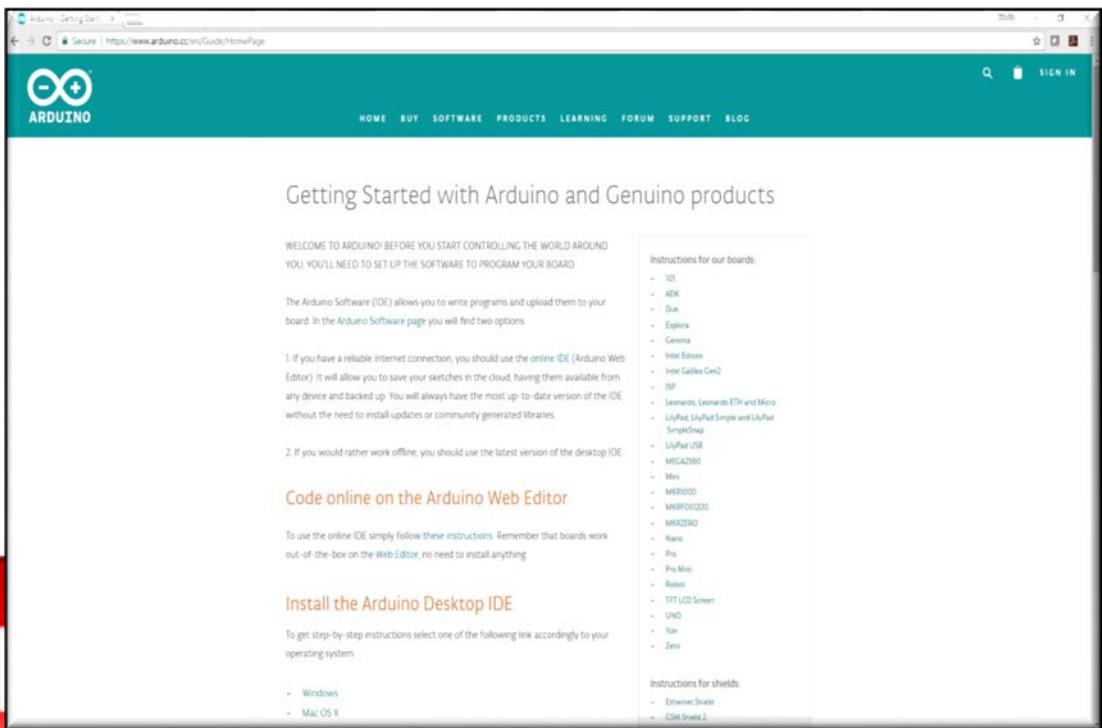 Arduino - Getting Start
Secure | https://www.arduino.cc/en/Guide/HomePage
SIGN IN
ARDUINO
HOME BUY SOFTWARE PRODUCTS LEARNING FORUM SUPPORT BLOG
Getting Started with Arduino and Genuino products
WELCOME TO ARDUINO! BEFORE YOU START CONTROLLING THE WORLD AROUND
YOU, YOU'LL NEED TO SET UP THE SOFTWARE TO PROGRAM YOUR BOARD
The Arduino Software (IDE) allows you to write programs and upload them to your
board. In the Arduino Software page you will find two options:
1. If you have a reliable Internet connection, you should use the online IDE (Arduino Web
Editor). It will allow you to save your sketches in the cloud, having them available from
any device and backed up. You will always have the most up-to-date version of the IDE
without the need to install updates or community generated libraries.
2. If you would rather work offline, you should use the latest version of the desktop IDE
Code online on the Arduino Web Editor
To use the online IDE simply follow these instructions. Remember that boards work
out-of-the-box on the Web Editor, no need to install anything.
Install the Arduino Desktop IDE
To get step-by-step instructions select one of the following link accordingly to your
operating system
- Windows
- Mac OS X
Instructions for our boards:
- 101
- ADK
- Due
- Esplora
- Gemma
- Intel Edison
- Intel Galileo Gen2
- ISP
- Leonardo, Leonardo ETH and Micro
- LilyPad, LilyPad Simple and LilyPad
SimpleSnap
- LilyPad USB
- MEGA2560
- Mini
- MKR1000
- MKRFOX1200
- MKRZERO
- Nano
- Pro
- Pro Mini
- Robot
- TFT LCD Screen
- UNO
- Yún
- Zero
Instructions for shields:
- Ethernet Shield
- GSM Shield 2